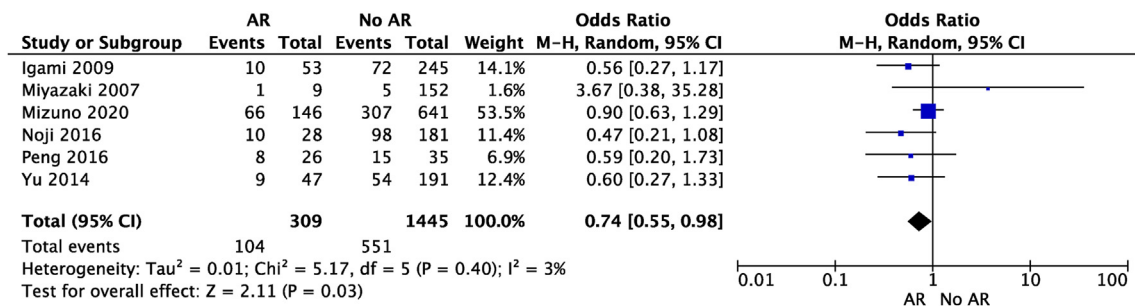 AR No AR Odds Ratio Odds Ratio
Study or Subgroup Events Total Events Total Weight M-H, Random, 95% CI M-H, Random, 95% CI
Igami 2009 10 53 72 245 14.1% 0.56 [0.27, 1.17]
Miyazaki 2007 1 9 5 152 1.6% 3.67 [0.38, 35.28]
Mizuno 2020 66 146 307 641 53.5% 0.90 [0.63, 1.29]
Noji 2016 10 28 98 181 11.4% 0.47 [0.21, 1.08]
Peng 2016 8 26 15 35 6.9% 0.59 [0.20, 1.73]
Yu 2014 9 47 54 191 12.4% 0.60 [0.27, 1.33]
Total (95% CI) 309 1445 100.0% 0.74 [0.55, 0.98]
Total events 104 551
Heterogeneity: Tau² = 0.01; Chi² = 5.17, df = 5 (P = 0.40); I² = 3%
Test for overall effect: Z = 2.11 (P = 0.03)
0.01 0.1 1 10 100
AR No AR